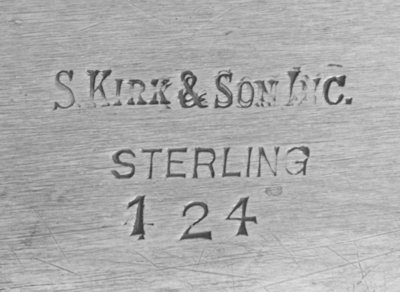 S. KIRK & SON INC.
STERLING
124